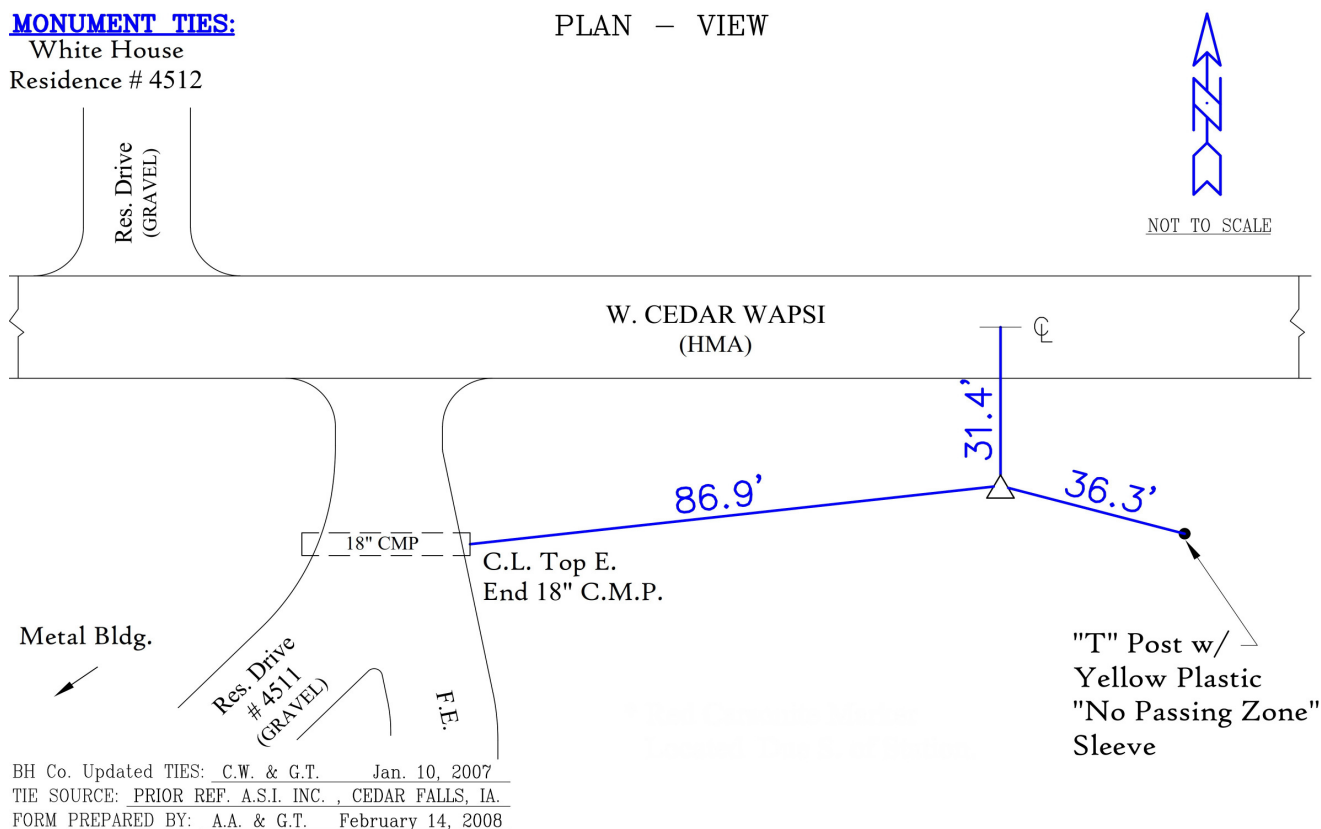 MONUMENT TIES:
PLAN - VIEW
White House
Residence # 4512
Res. Drive
(GRAVEL)
N
NOT TO SCALE
W. CEDAR WAPSI
(HMA)
CL
31.4'
86.9'
36.3'
18" CMP
C.L. Top E.
End 18" C.M.P.
Metal Bldg.
Res. Drive
# 4511
(GRAVEL)
F.E.
"T" Post w/
Yellow Plastic
"No Passing Zone"
Sleeve
BH Co. Updated TIES: C.W. & G.T. Jan. 10, 2007
TIE SOURCE: PRIOR REF. A.S.I. INC. , CEDAR FALLS, IA.
FORM PREPARED BY: A.A. & G.T. February 14, 2008